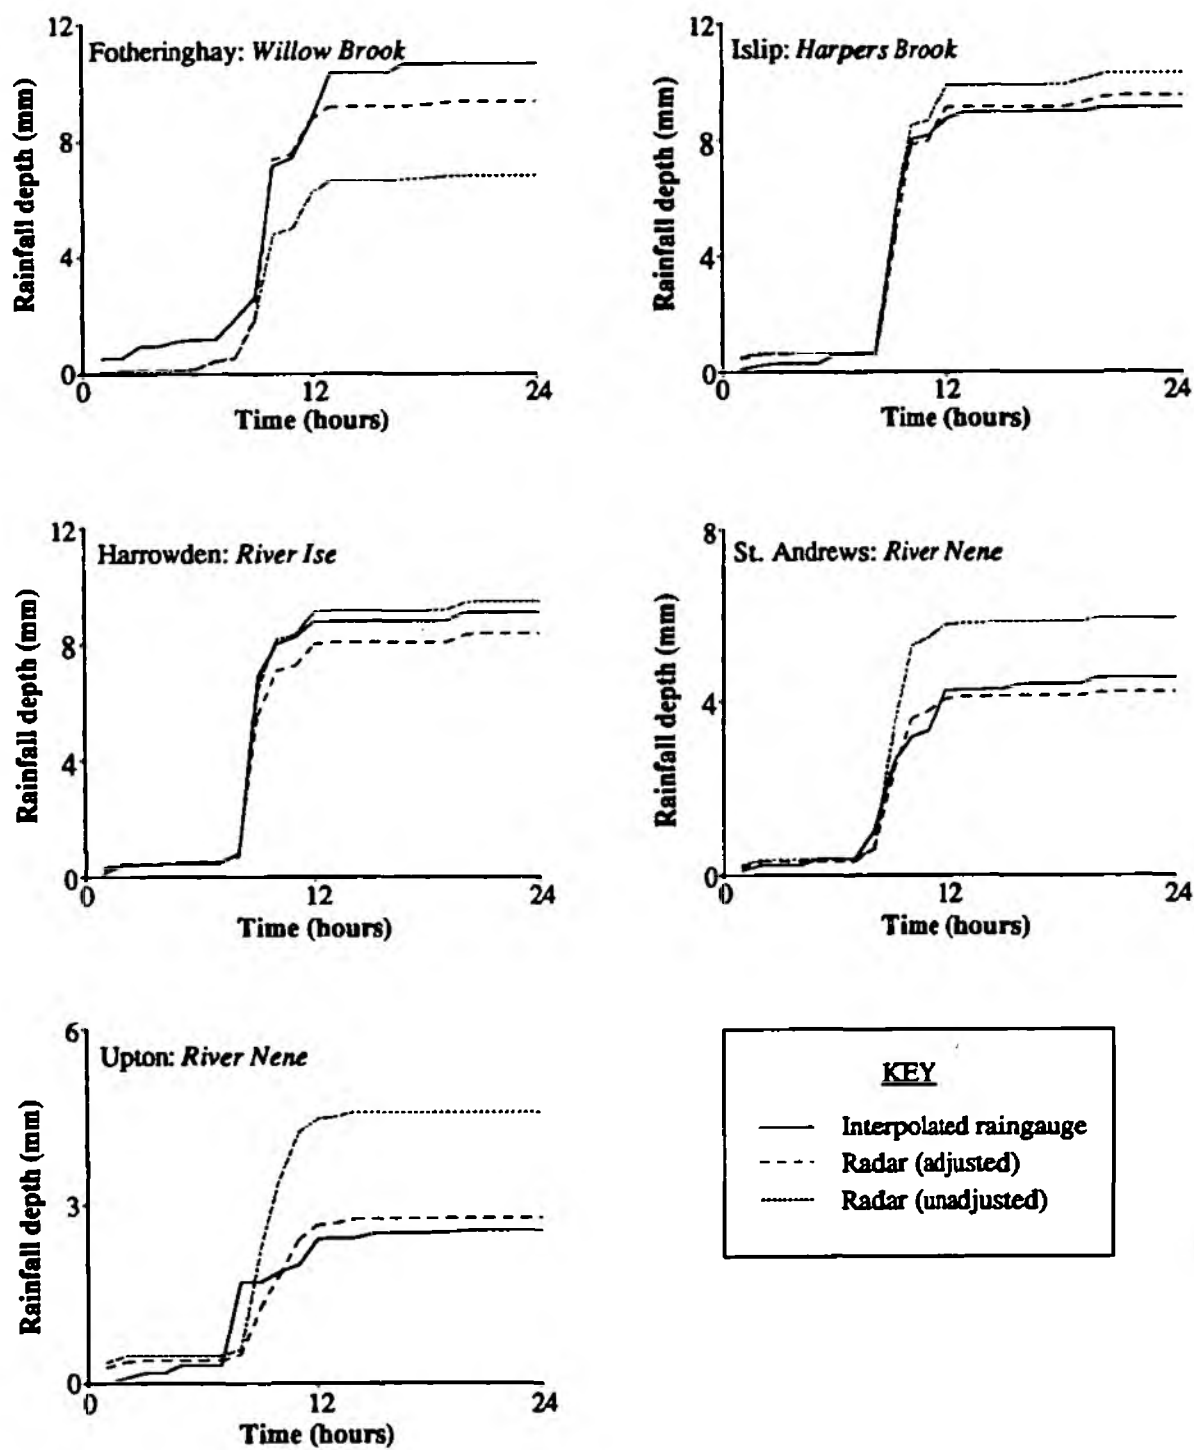 12
Fotheringhay: Willow Brook
8
4
0
0
12
24
Rainfall depth (mm)
Time (hours)
12
Islip: Harpers Brook
8
4
0
0
12
24
Rainfall depth (mm)
Time (hours)
12
Harrowden: River Ise
8
4
0
0
12
24
Rainfall depth (mm)
Time (hours)
8
St. Andrews: River Nene
4
0
0
12
24
Rainfall depth (mm)
Time (hours)
6
Upton: River Nene
3
0
0
12
24
Rainfall depth (mm)
Time (hours)
KEY
Interpolated raingauge
Radar (adjusted)
Radar (unadjusted)